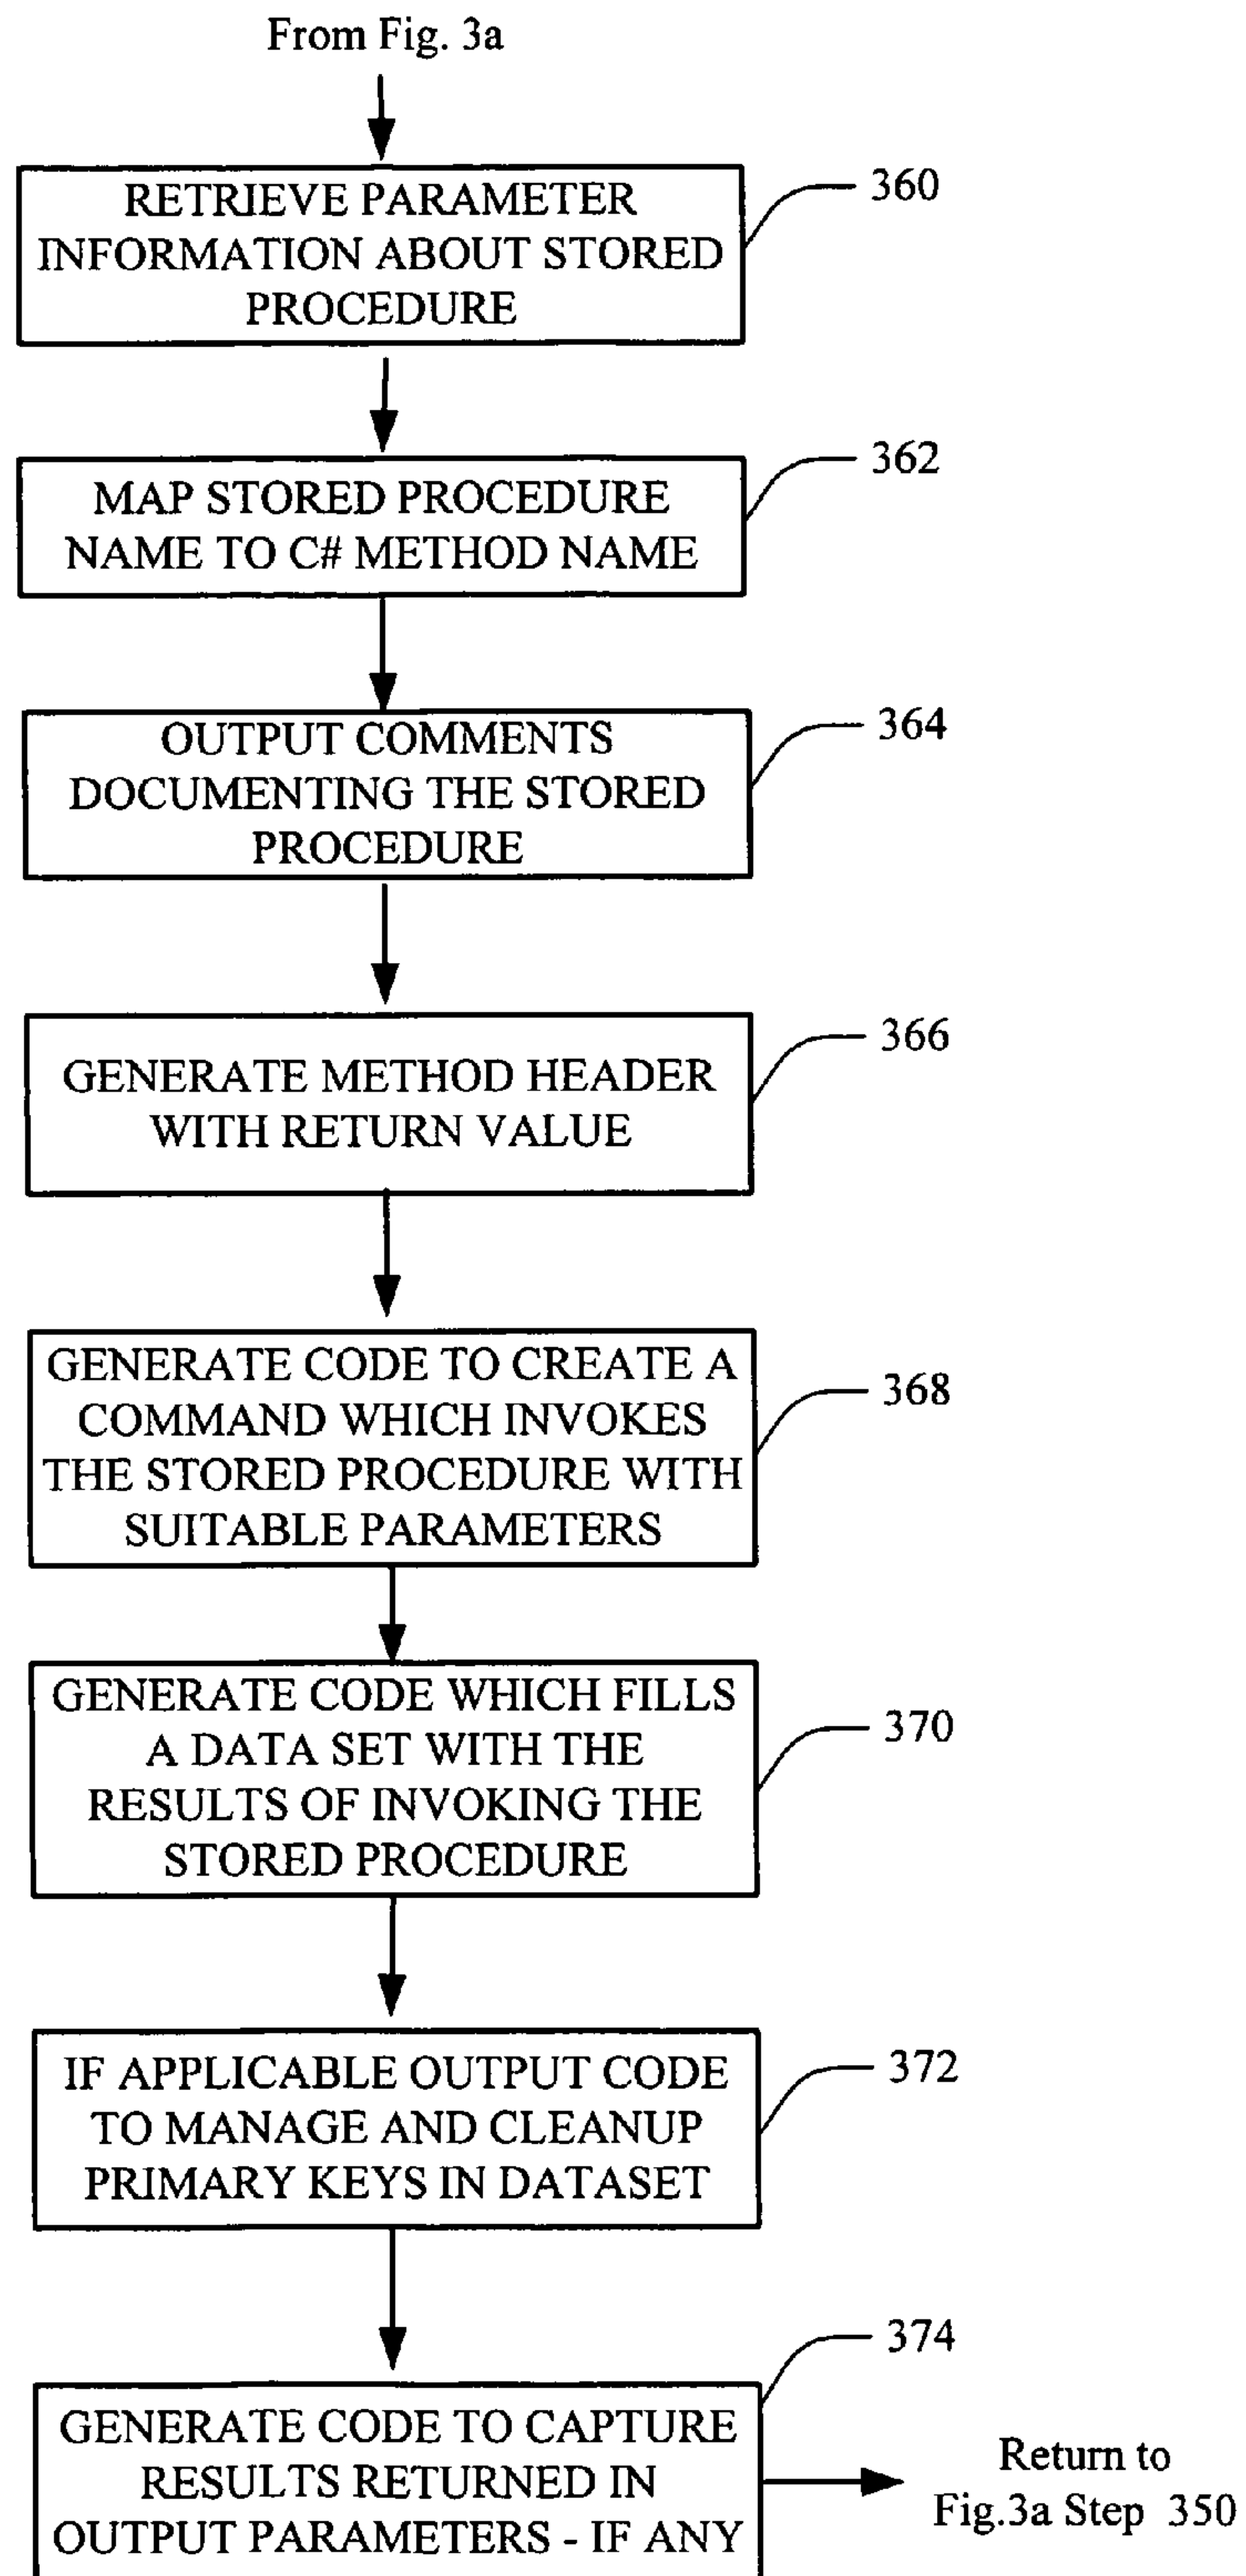 From Fig. 3a
RETRIEVE PARAMETER
INFORMATION ABOUT STORED
PROCEDURE
360
MAP STORED PROCEDURE
NAME TO C# METHOD NAME
362
OUTPUT COMMENTS
DOCUMENTING THE STORED
PROCEDURE
364
GENERATE METHOD HEADER
WITH RETURN VALUE
366
GENERATE CODE TO CREATE A
COMMAND WHICH INVOKES
THE STORED PROCEDURE WITH
SUITABLE PARAMETERS
368
GENERATE CODE WHICH FILLS
A DATA SET WITH THE
RESULTS OF INVOKING THE
STORED PROCEDURE
370
IF APPLICABLE OUTPUT CODE
TO MANAGE AND CLEANUP
PRIMARY KEYS IN DATASET
372
GENERATE CODE TO CAPTURE
RESULTS RETURNED IN
OUTPUT PARAMETERS - IF ANY
374
Return to
Fig.3a Step 350